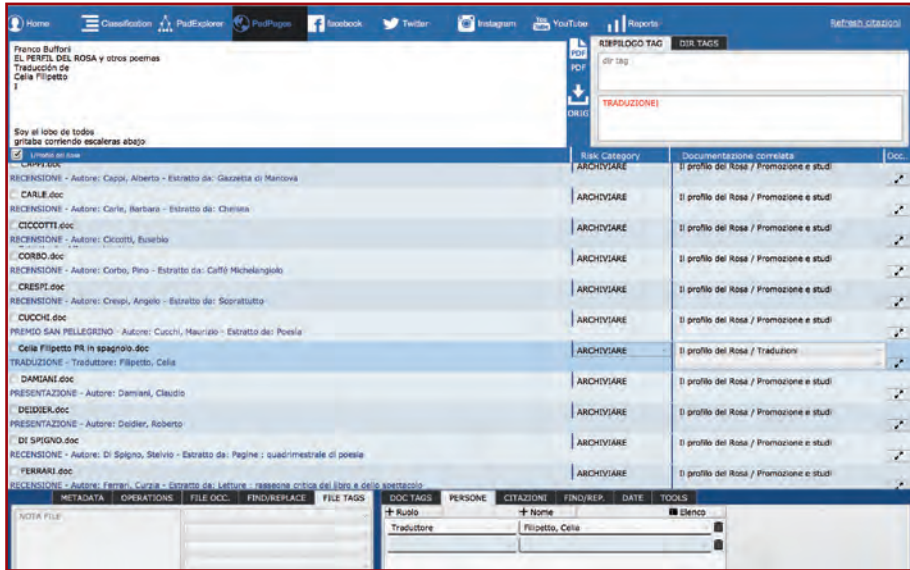 Home Classification PadExplorer PadPages facebook Twitter Instagram You Tube YouTube Reports Refresh citazioni
Franco Buffoni
EL PERFIL DEL ROSA y otros poemas
Traducción de
Celia Filipetto
I
Soy el lobo de todos
gritaba corriendo escaleras abajo
PDF
PDF
ORIG
RIEPILOGO TAG DIR TAGS
dir tag
TRADUZIONE|
Risk Category Documentazione correlata Occ..
CAPPI.doc ARCHIVIARE Il profilo del Rosa / Promozione e studi
RECENSIONE - Autore: Cappi, Alberto - Estratto da: Gazzetta di Mantova
CARLE.doc ARCHIVIARE Il profilo del Rosa / Promozione e studi
RECENSIONE - Autore: Carle, Barbara - Estratto da: Chelsea
CICCOTTI.doc ARCHIVIARE Il profilo del Rosa / Promozione e studi
RECENSIONE - Autore: Ciccotti, Eusebio
CORBO.doc ARCHIVIARE Il profilo del Rosa / Promozione e studi
RECENSIONE - Autore: Corbo, Pino - Estratto da: Caffè Michelangiolo
CRESPI.doc ARCHIVIARE Il profilo del Rosa / Promozione e studi
RECENSIONE - Autore: Crespi, Angelo - Estratto da: Soprattutto
CUCCHI.doc ARCHIVIARE Il profilo del Rosa / Promozione e studi
PREMIO SAN PELLEGRINO - Autore: Cucchi, Maurizio - Estratto da: Poesia
Celia Filipetto PR in spagnolo.doc ARCHIVIARE Il profilo del Rosa / Traduzioni
TRADUZIONE - Traduttore: Filipetto, Celia
DAMIANI.doc ARCHIVIARE Il profilo del Rosa / Promozione e studi
PRESENTAZIONE - Autore: Damiani, Claudio
DEIDIER.doc ARCHIVIARE Il profilo del Rosa / Promozione e studi
PRESENTAZIONE - Autore: Deidier, Roberto
DI SPIGNO.doc ARCHIVIARE Il profilo del Rosa / Promozione e studi
RECENSIONE - Autore: Di Spigno, Stelvio - Estratto da: Pagine : quadrimestrale di poesia
FERRARI.doc ARCHIVIARE Il profilo del Rosa / Promozione e studi
RECENSIONE - Autore: Ferrari, Curzia - Estratto da: Letture : rassegna critica del libro e dello spettacolo
METADATA OPERATIONS FILE OCC. FIND/REPLACE FILE TAGS DOC TAGS PERSONE CITAZIONI FIND/REP. DATE TOOLS
NOTA FILE
+ Ruolo + Nome Elenco
Traduttore Filipetto, Celia